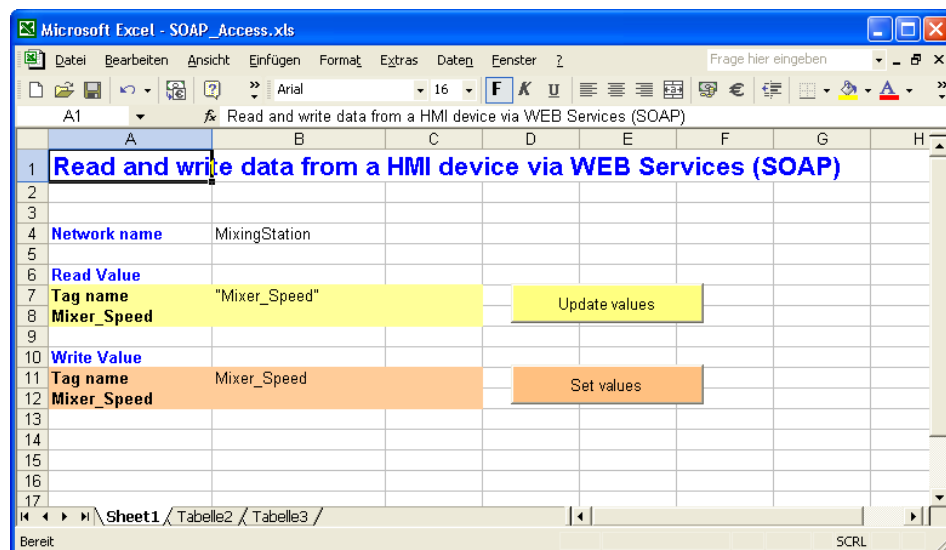 Microsoft Excel - SOAP_Access.xls
Datei Bearbeiten Ansicht Einfügen Format Extras Daten Fenster ? Frage hier eingeben
Arial 16 F K U €
A1 fx Read and write data from a HMI device via WEB Services (SOAP)
A B C D E F G H
1 Read and write data from a HMI device via WEB Services (SOAP)
2
3
4 Network name MixingStation
5
6 Read Value
7 Tag name "Mixer_Speed" Update values
8 Mixer_Speed
9
10 Write Value
11 Tag name Mixer_Speed Set values
12 Mixer_Speed
13
14
15
16
17
Sheet1 / Tabelle2 / Tabelle3 /
Bereit SCRL